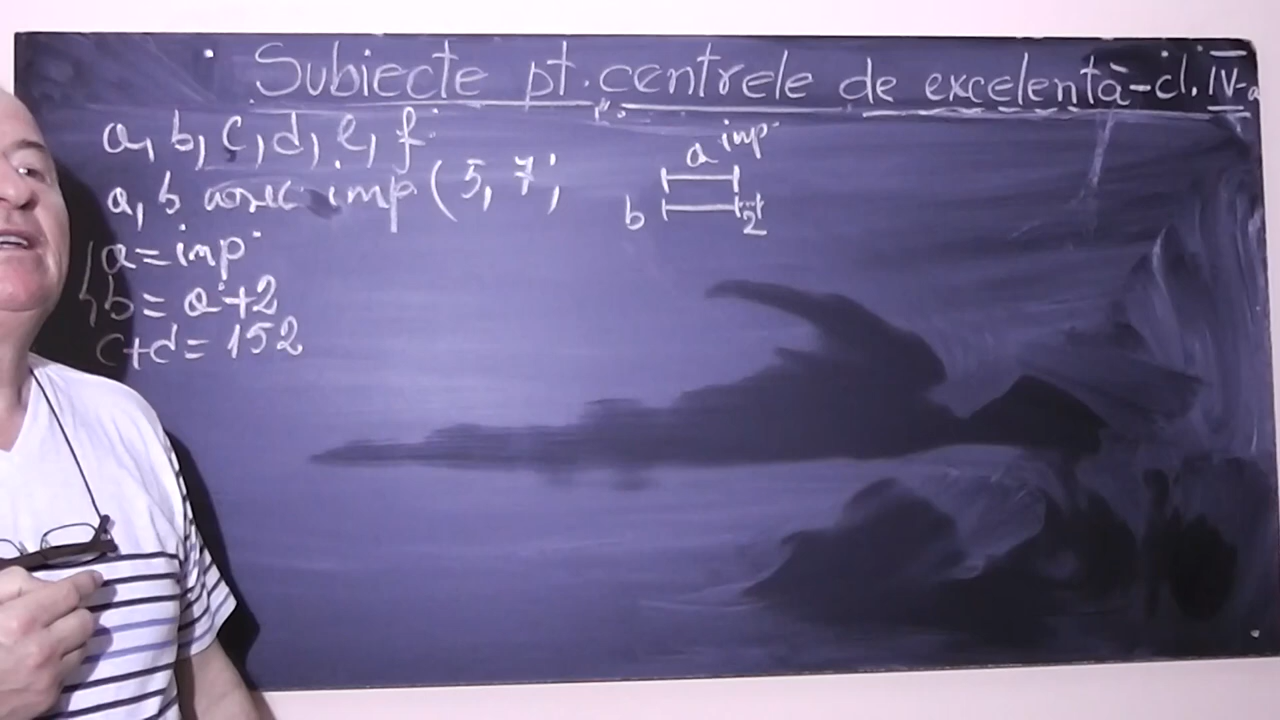 Subiecte pt. centrele de excelență-cl. IV-a
a, b, c, d, e, f
a, b consec. imp (5, 7;
a = imp
b = a+2
c+d = 152
a imp
b 2